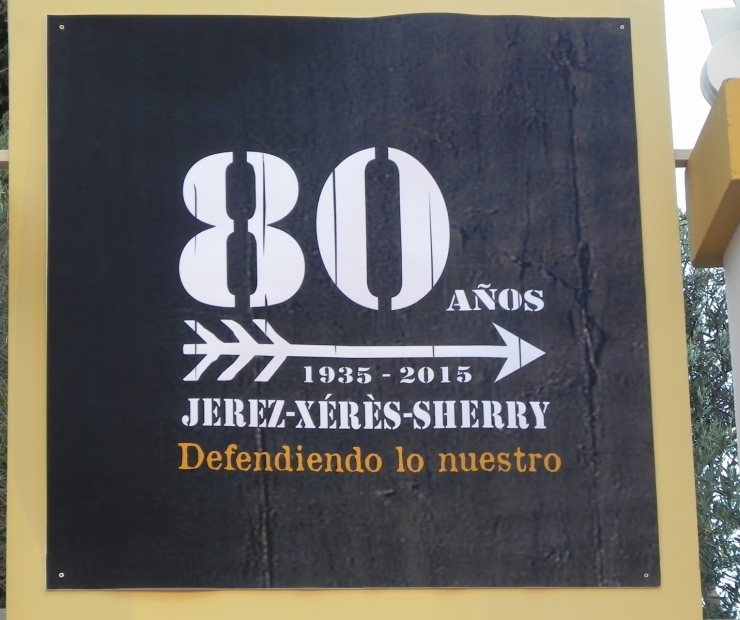 80 AÑOS
1935 - 2015
JEREZ-XÉRÈS-SHERRY
Defendiendo lo nuestro